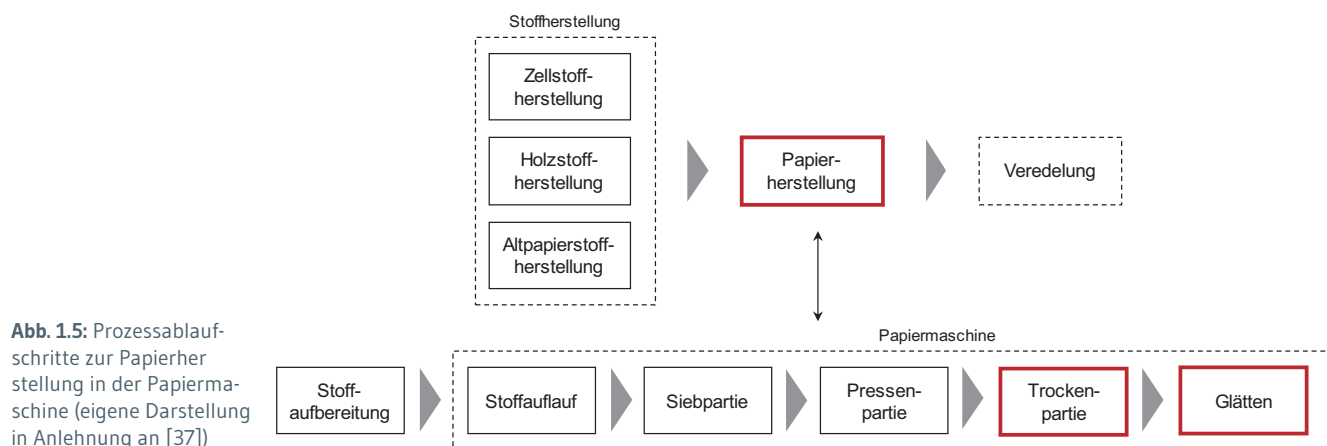 Stoffherstellung
Zellstoff-
herstellung
Holzstoff-
herstellung
Altpapierstoff-
herstellung
Papier-
herstellung
Veredelung
Abb. 1.5: Prozessablauf-
schritte zur Papierher
stellung in der Papierma-
schine (eigene Darstellung
in Anlehnung an [37])
Papiermaschine
Stoff-
aufbereitung
Stoffauflauf
Siebpartie
Pressen-
partie
Trocken-
partie
Glätten